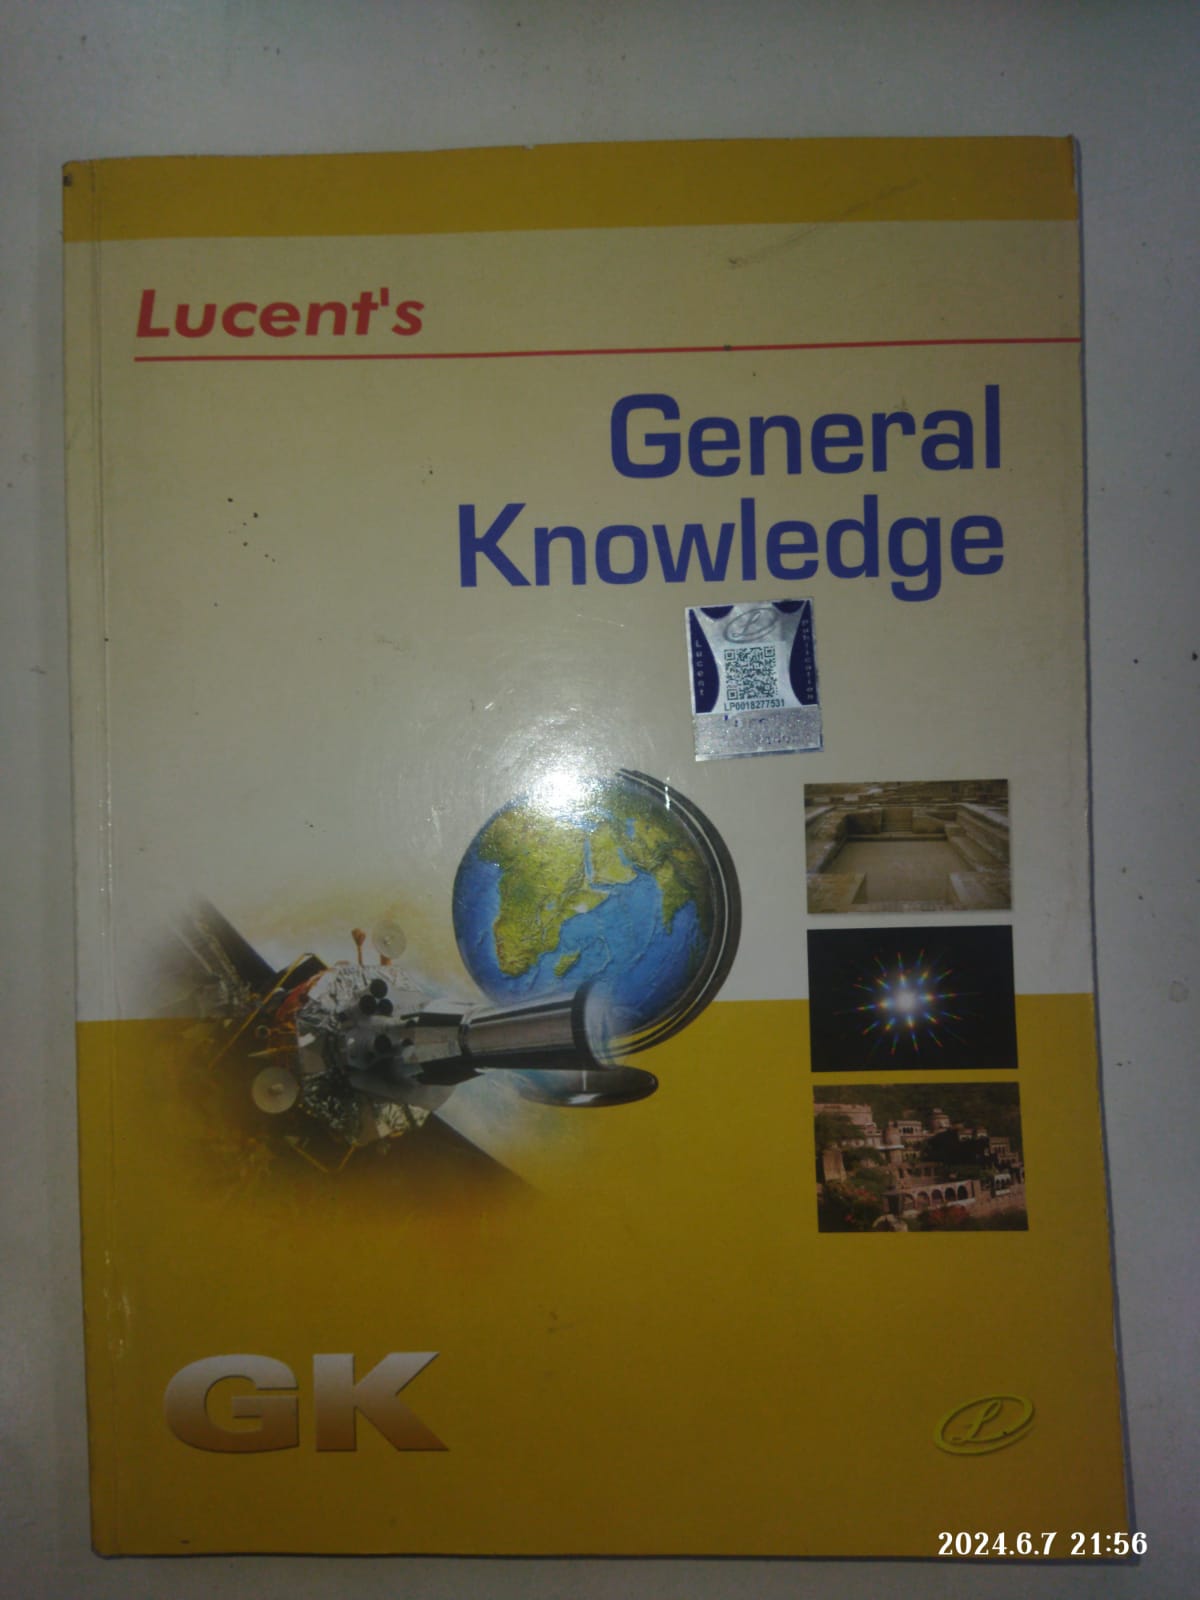 Lucent's
General
Knowledge
Lucent
Publication
LP0018277531
GK
L
2024.6.7 21:56